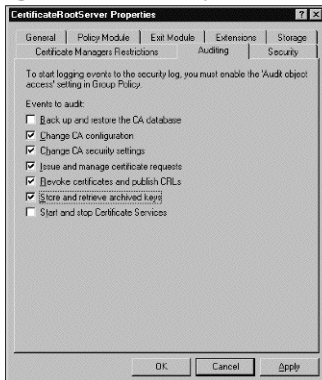 CertificateRootServer Properties
General Policy Module Exit Module Extensions Storage
Certificate Managers Restrictions Auditing Security
To start logging events to the security log, you must enable the 'Audit object
access' setting in Group Policy.
Events to audit:
Back up and restore the CA database
Change CA configuration
Change CA security settings
Issue and manage certificate requests
Revoke certificates and publish CRLs
Store and retrieve archived keys
Start and stop Certificate Services
OK Cancel Apply